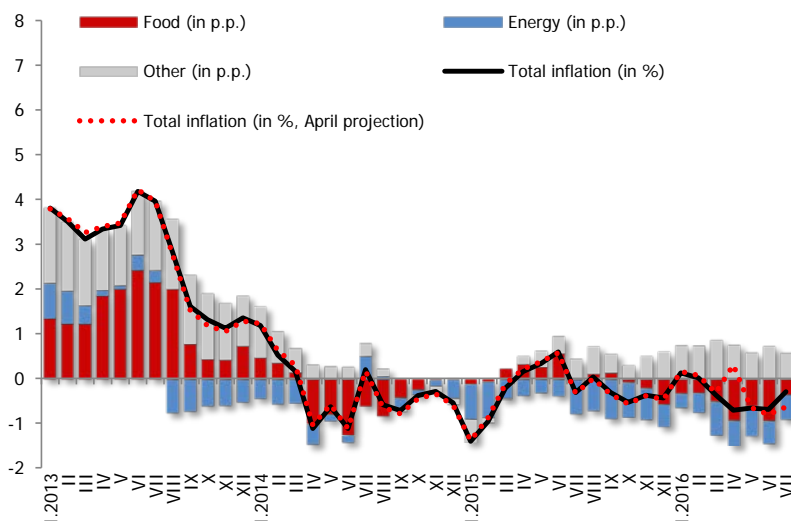 8
7
6
5
4
3
2
1
0
-1
-2
Food (in p.p.)
Energy (in p.p.)
Other (in p.p.)
Total inflation (in %)
Total inflation (in %, April projection)
I.2013 II III IV V VI VII VIII IX X XI XII I.2014 II III IV V VI VII VIII IX X XI XII I.2015 II III IV V VI VII VIII IX X XI XII I.2016 II III IV V VI VII